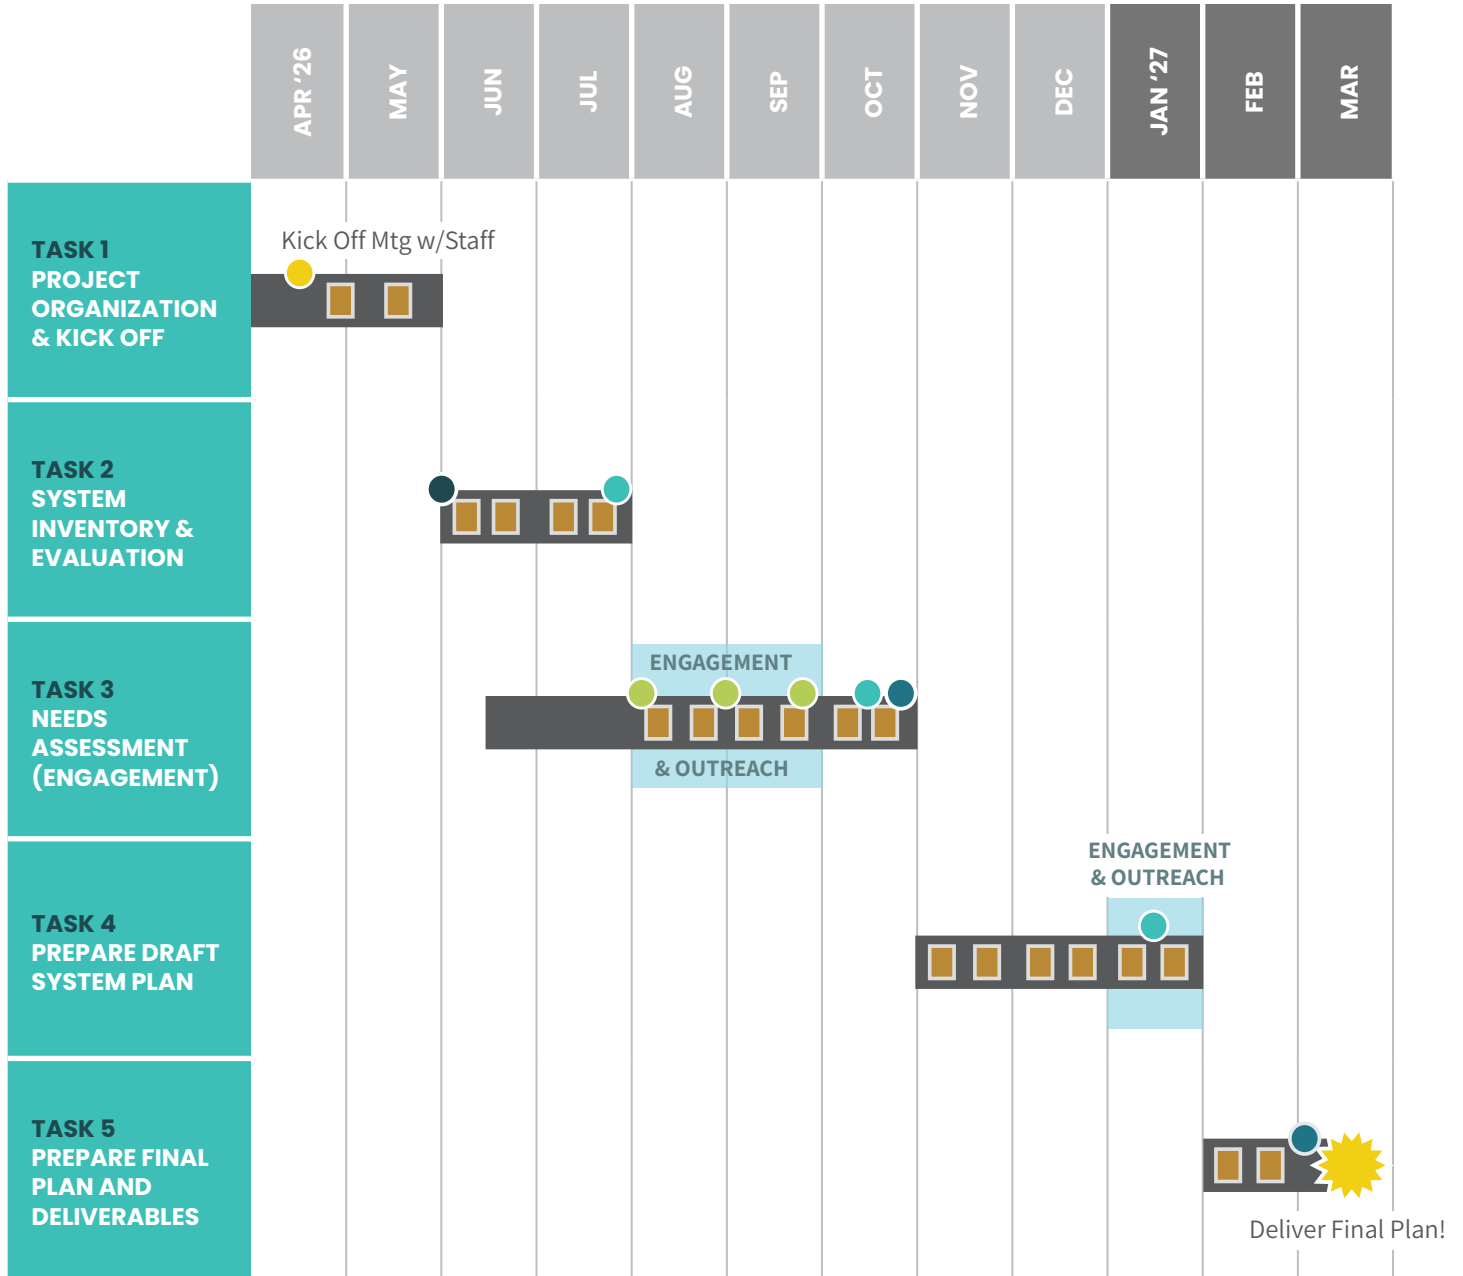 APR ‘26
MAY
JUN
JUL
AUG
SEP
OCT
NOV
DEC
JAN ‘27
FEB
MAR
TASK 1
PROJECT
ORGANIZATION
& KICK OFF
Kick Off Mtg w/Staff
TASK 2
SYSTEM
INVENTORY &
EVALUATION
TASK 3
NEEDS
ASSESSMENT
(ENGAGEMENT)
ENGAGEMENT
& OUTREACH
TASK 4
PREPARE DRAFT
SYSTEM PLAN
ENGAGEMENT
& OUTREACH
TASK 5
PREPARE FINAL
PLAN AND
DELIVERABLES
Deliver Final Plan!